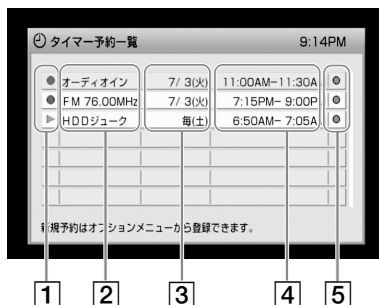 タイマー予約一覧 9:14PM
オーディオイン 7/ 3(火) 11:00AM–11:30A
FM 76.00MHz 7/ 3(火) 7:15PM– 9:00P
HDDジューク 毎(土) 6:50AM– 7:05A
新規予約はオプションメニューから登録できます。
1 2 3 4 5